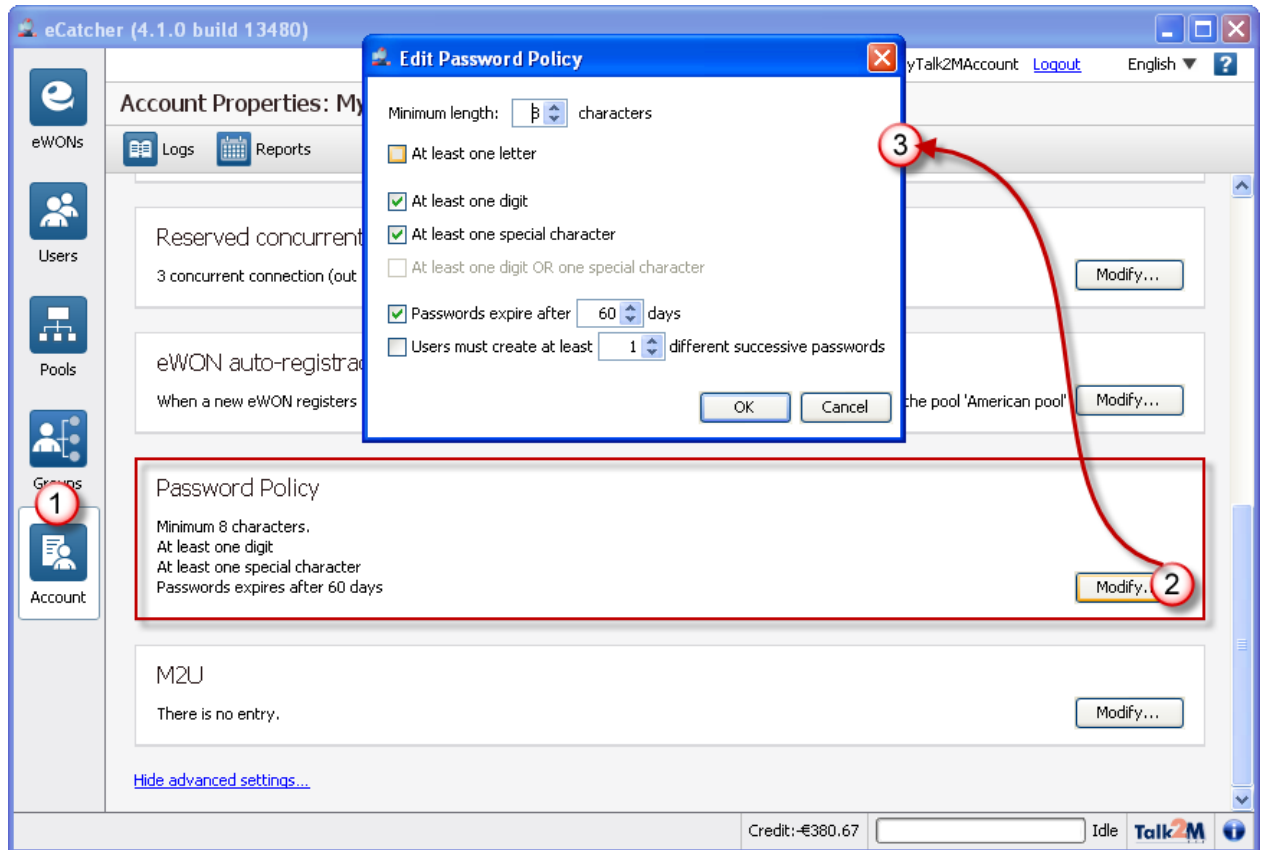 eCatcher (4.1.0 build 13480)
yTalk2MAccount Logout English
?
Account Properties: My
Logs Reports
eWONs
Users
Pools
Groups
1
Account
Edit Password Policy
Minimum length: 8 characters
At least one letter
At least one digit
At least one special character
At least one digit OR one special character
Passwords expire after 60 days
Users must create at least 1 different successive passwords
OK Cancel
3
Reserved concurrent
3 concurrent connection (out
Modify...
eWON auto-registra
When a new eWON registers
the pool 'American pool'
Modify...
Password Policy
Minimum 8 characters.
At least one digit
At least one special character
Passwords expires after 60 days
Modify...
2
M2U
There is no entry.
Modify...
Hide advanced settings...
Credit:-€380.67 Idle Talk2M